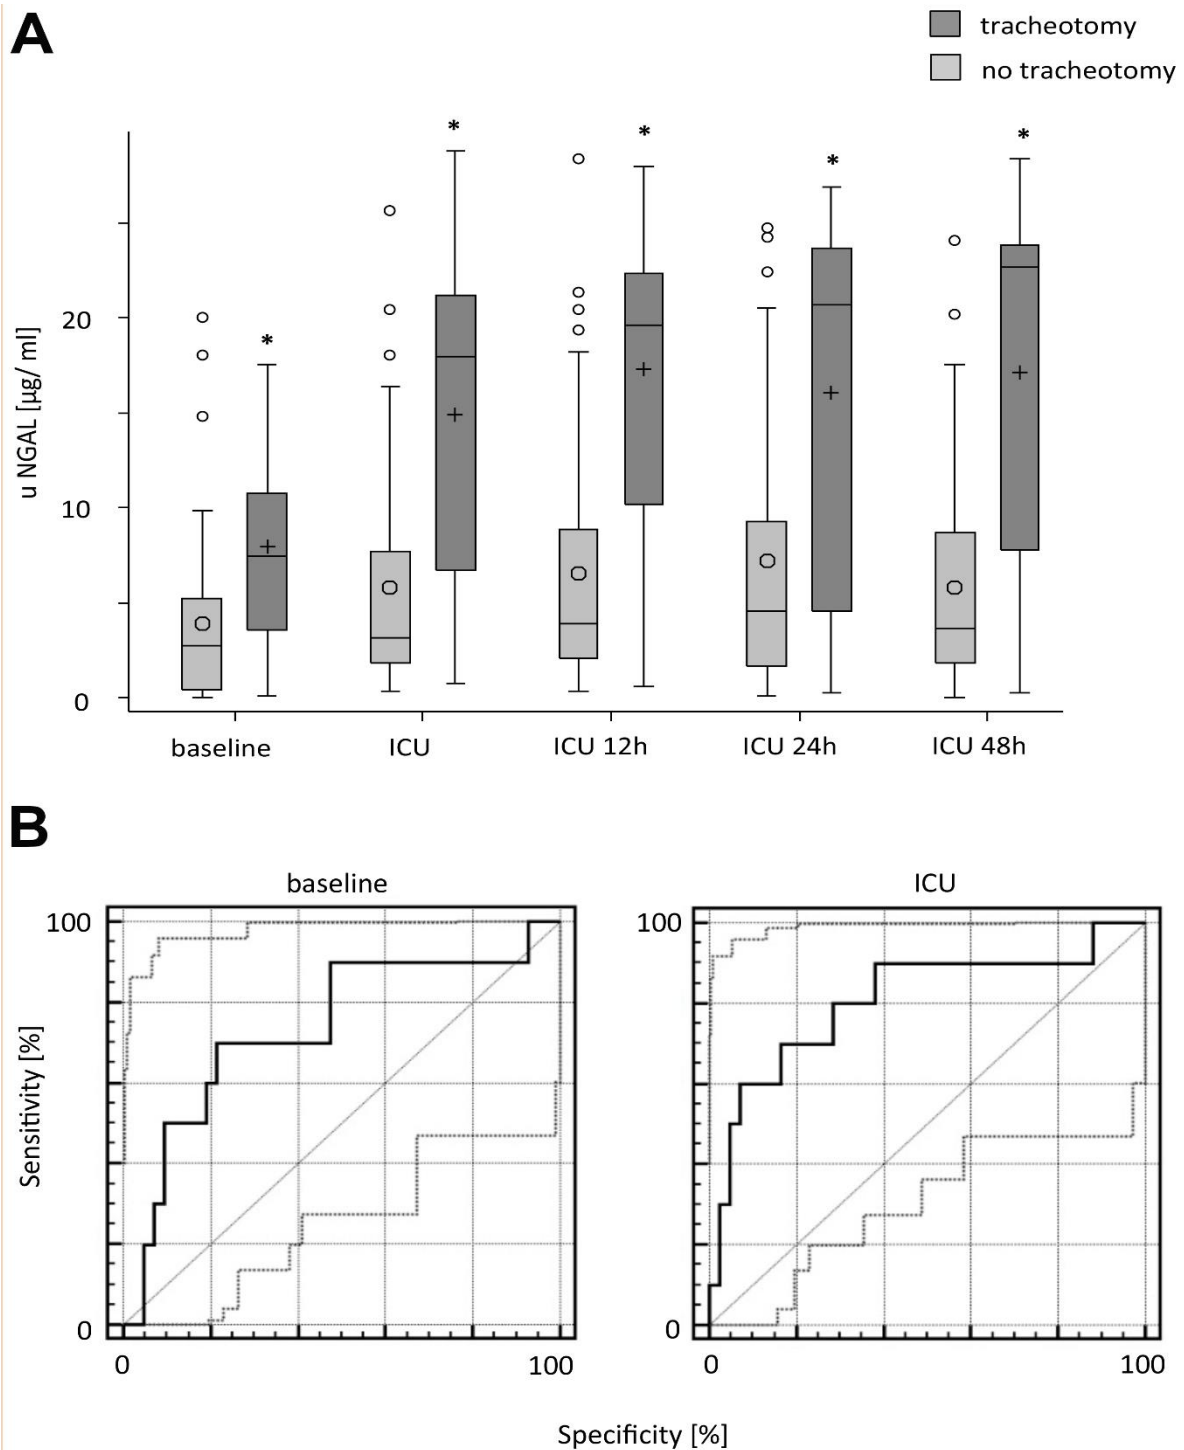 A
tracheotomy
no tracheotomy
* * * * *
u NGAL [µg/ ml]
20
10
0
baseline ICU ICU 12h ICU 24h ICU 48h
B
baseline ICU
100 100
Sensitivity [%]
0 0
0 100 0 100
Specificity [%]